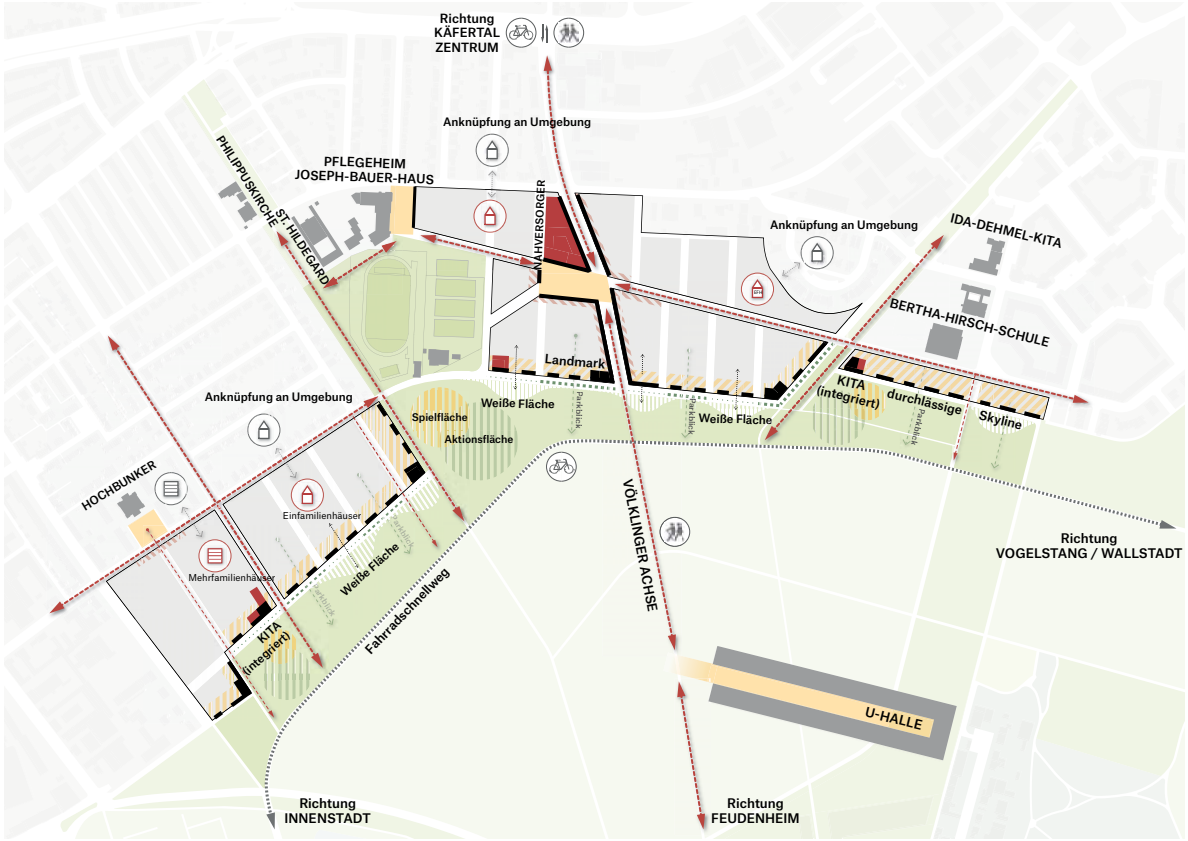 Richtung
KÄFERTAL
ZENTRUM
Anknüpfung an Umgebung
PHILIPPUSKIRCHE
ST. HILDEGARD
PFLEGEHEIM
JOSEPH-BAUER-HAUS
NAHVERSORGER
Anknüpfung an Umgebung
IDA-DEHMEL-KITA
BERTHA-HIRSCH-SCHULE
Landmark
KITA
(integriert)
durchlässige
Skyline
Weiße Fläche
Weiße Fläche
Parkblick
Parkblick
Parkblick
Spielfläche
Aktionsfläche
Anknüpfung an Umgebung
HOCHBUNKER
Einfamilienhäuser
Mehrfamilienhäuser
Parkblick
Parkblick
Weiße Fläche
KITA
(integriert)
Fahrradschnellweg
VÖLKLINGER ACHSE
Richtung
VOGELSTANG / WALLSTADT
U-HALLE
Richtung
INNENSTADT
Richtung
FEUDENHEIM